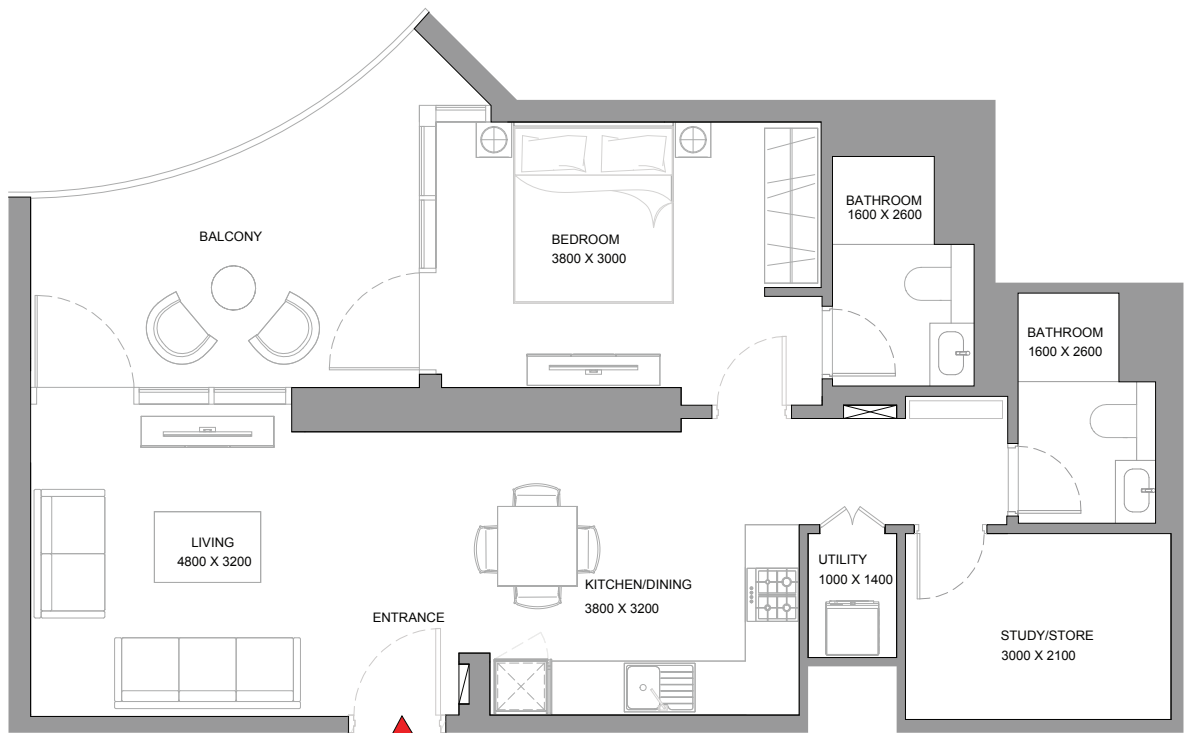 BALCONY
BEDROOM
3800 X 3000
BATHROOM
1600 X 2600
BATHROOM
1600 X 2600
LIVING
4800 X 3200
KITCHEN/DINING
3800 X 3200
UTILITY
1000 X 1400
ENTRANCE
STUDY/STORE
3000 X 2100